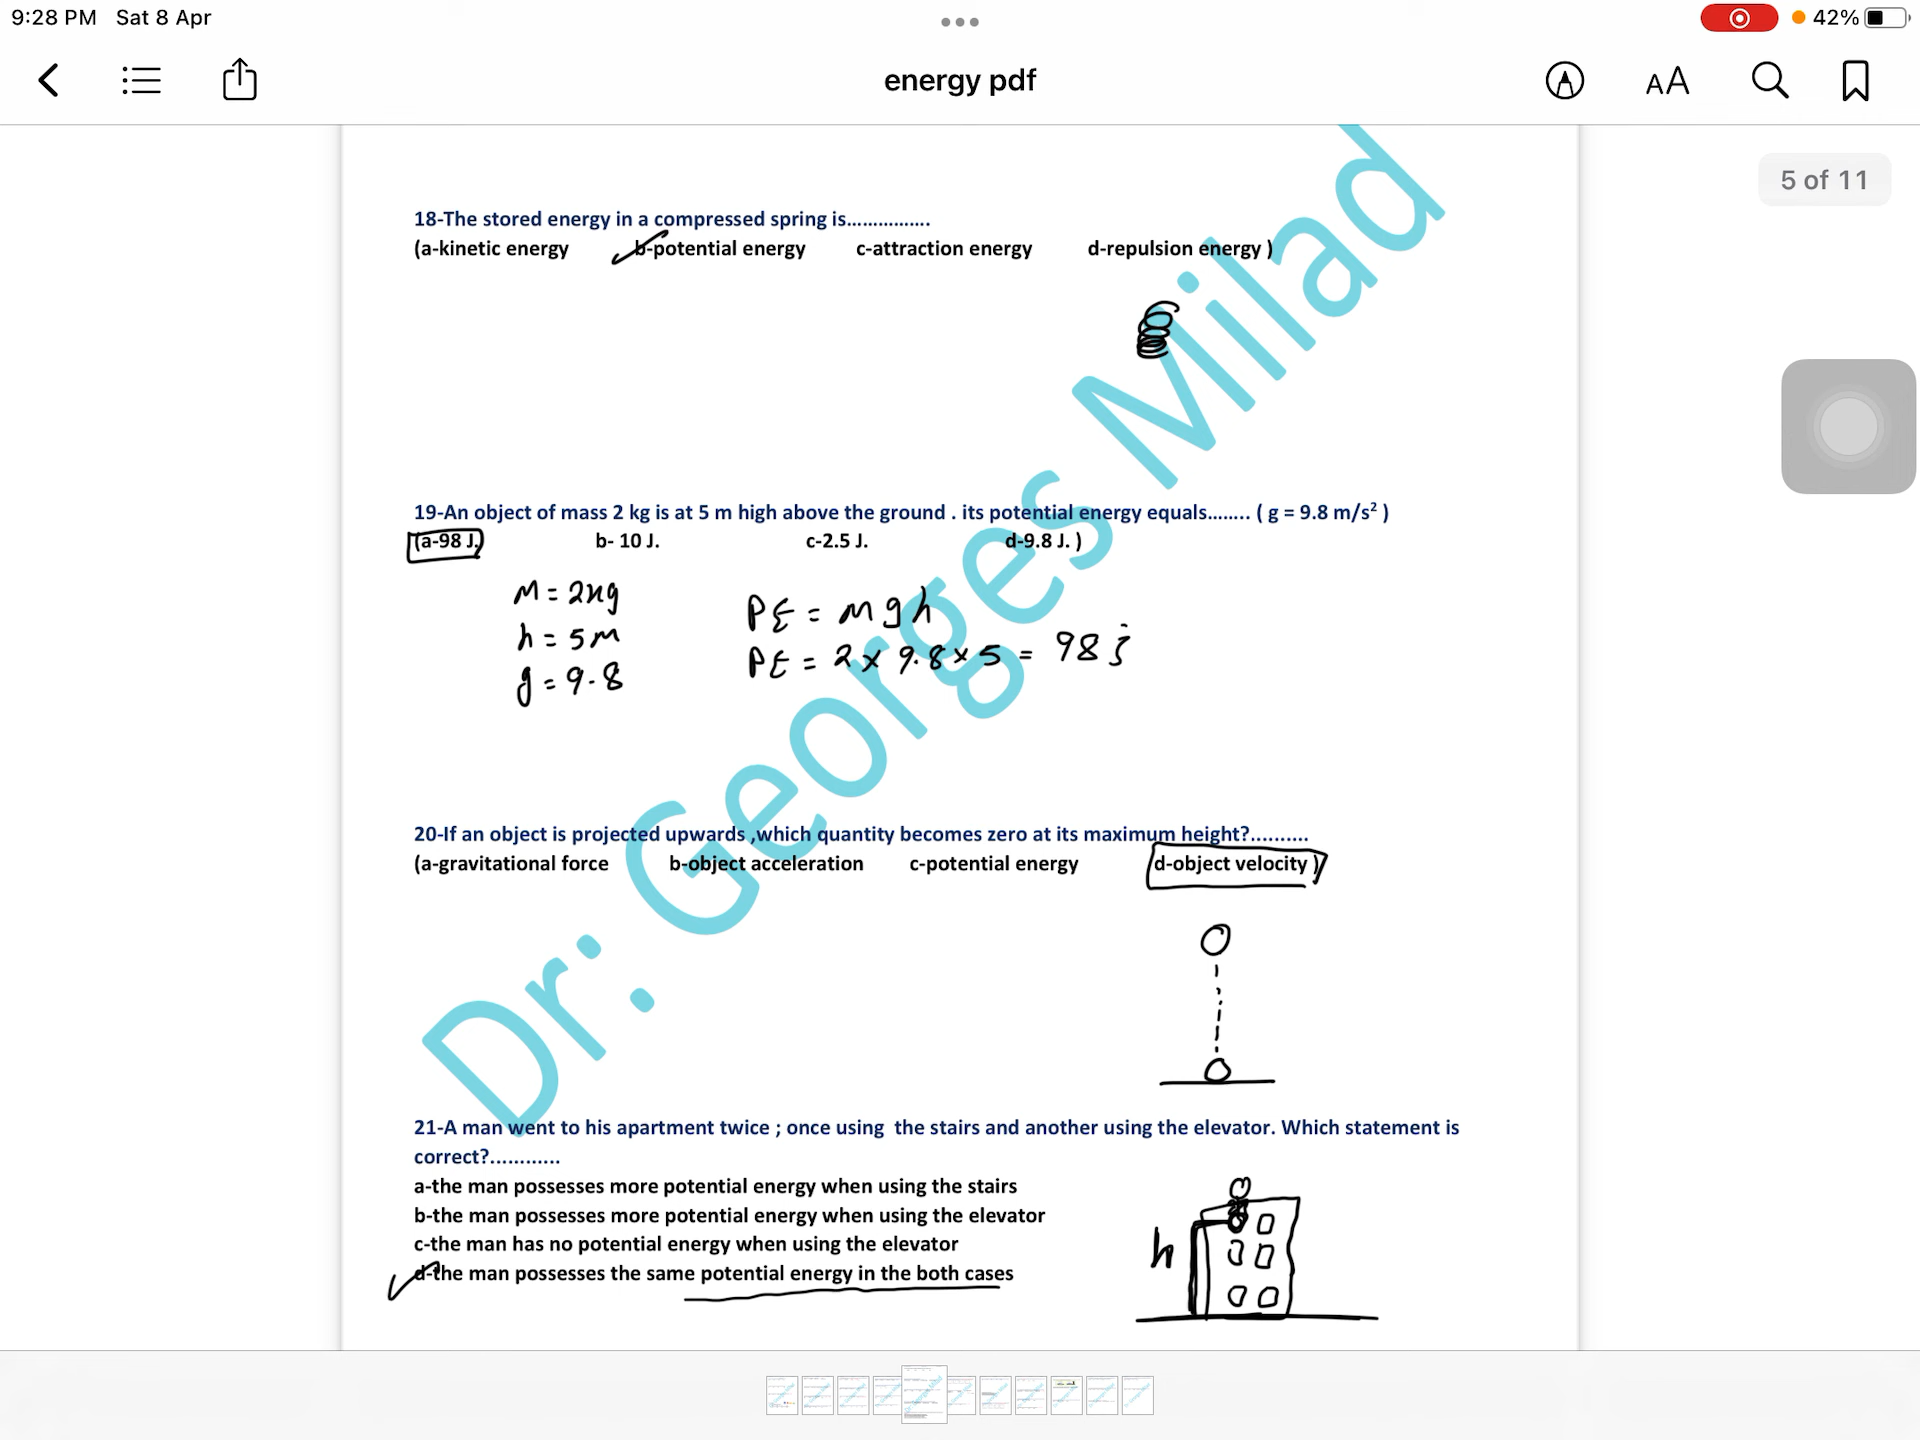 9:28 PM Sat 8 Apr
42%
energy pdf
AA
5 of 11
18-The stored energy in a compressed spring is...............
(a-kinetic energy b-potential energy c-attraction energy d-repulsion energy )
19-An object of mass 2 kg is at 5 m high above the ground . its potential energy equals........ ( g = 9.8 m/s² )
(a-98 J. b- 10 J. c-2.5 J. d-9.8 J. )
M = 2kg
h = 5m
g = 9.8
PE = mgh
PE = 2 x 9.8 x 5 = 98 j
20-If an object is projected upwards ,which quantity becomes zero at its maximum height?..........
(a-gravitational force b-object acceleration c-potential energy d-object velocity )
21-A man went to his apartment twice ; once using the stairs and another using the elevator. Which statement is
correct?............
a-the man possesses more potential energy when using the stairs
b-the man possesses more potential energy when using the elevator
c-the man has no potential energy when using the elevator
d-the man possesses the same potential energy in the both cases
h
Dr: Georges Milad